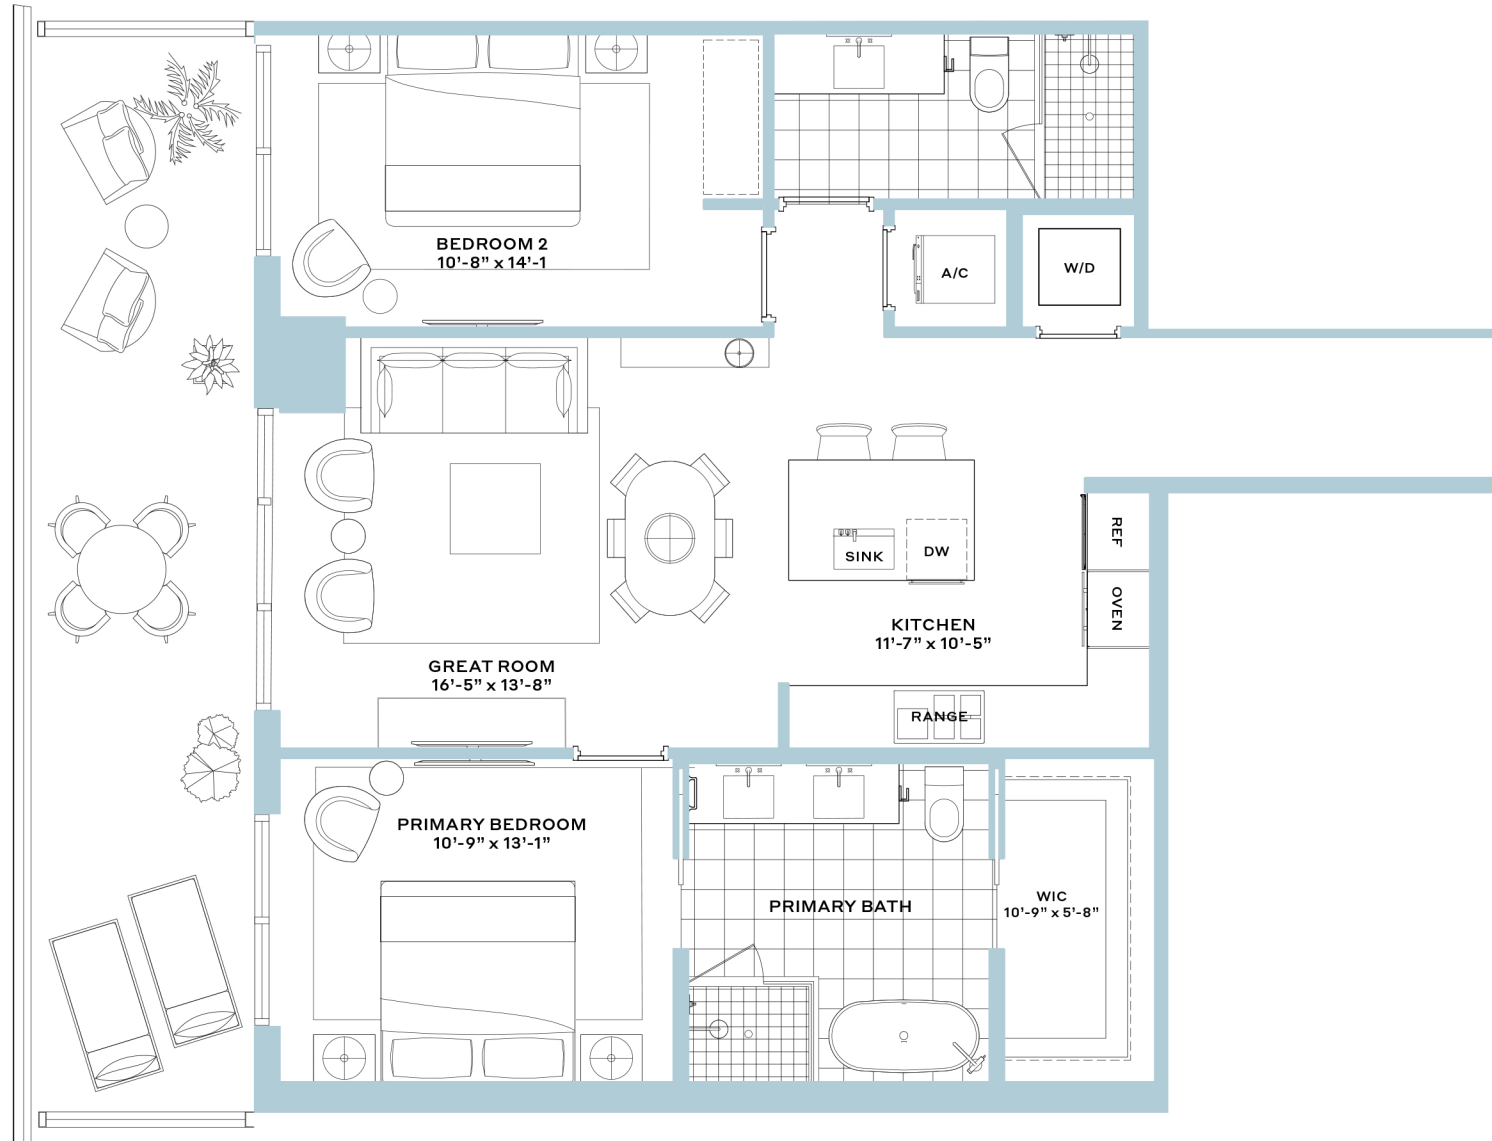 BEDROOM 2
10'-8” x 14'-1
A/C
W/D
REF
SINK
DW
OVEN
KITCHEN
11'-7” x 10'-5”
GREAT ROOM
16'-5” x 13'-8”
RANGE
PRIMARY BEDROOM
10'-9” x 13'-1”
PRIMARY BATH
WIC
10'-9” x 5'-8”